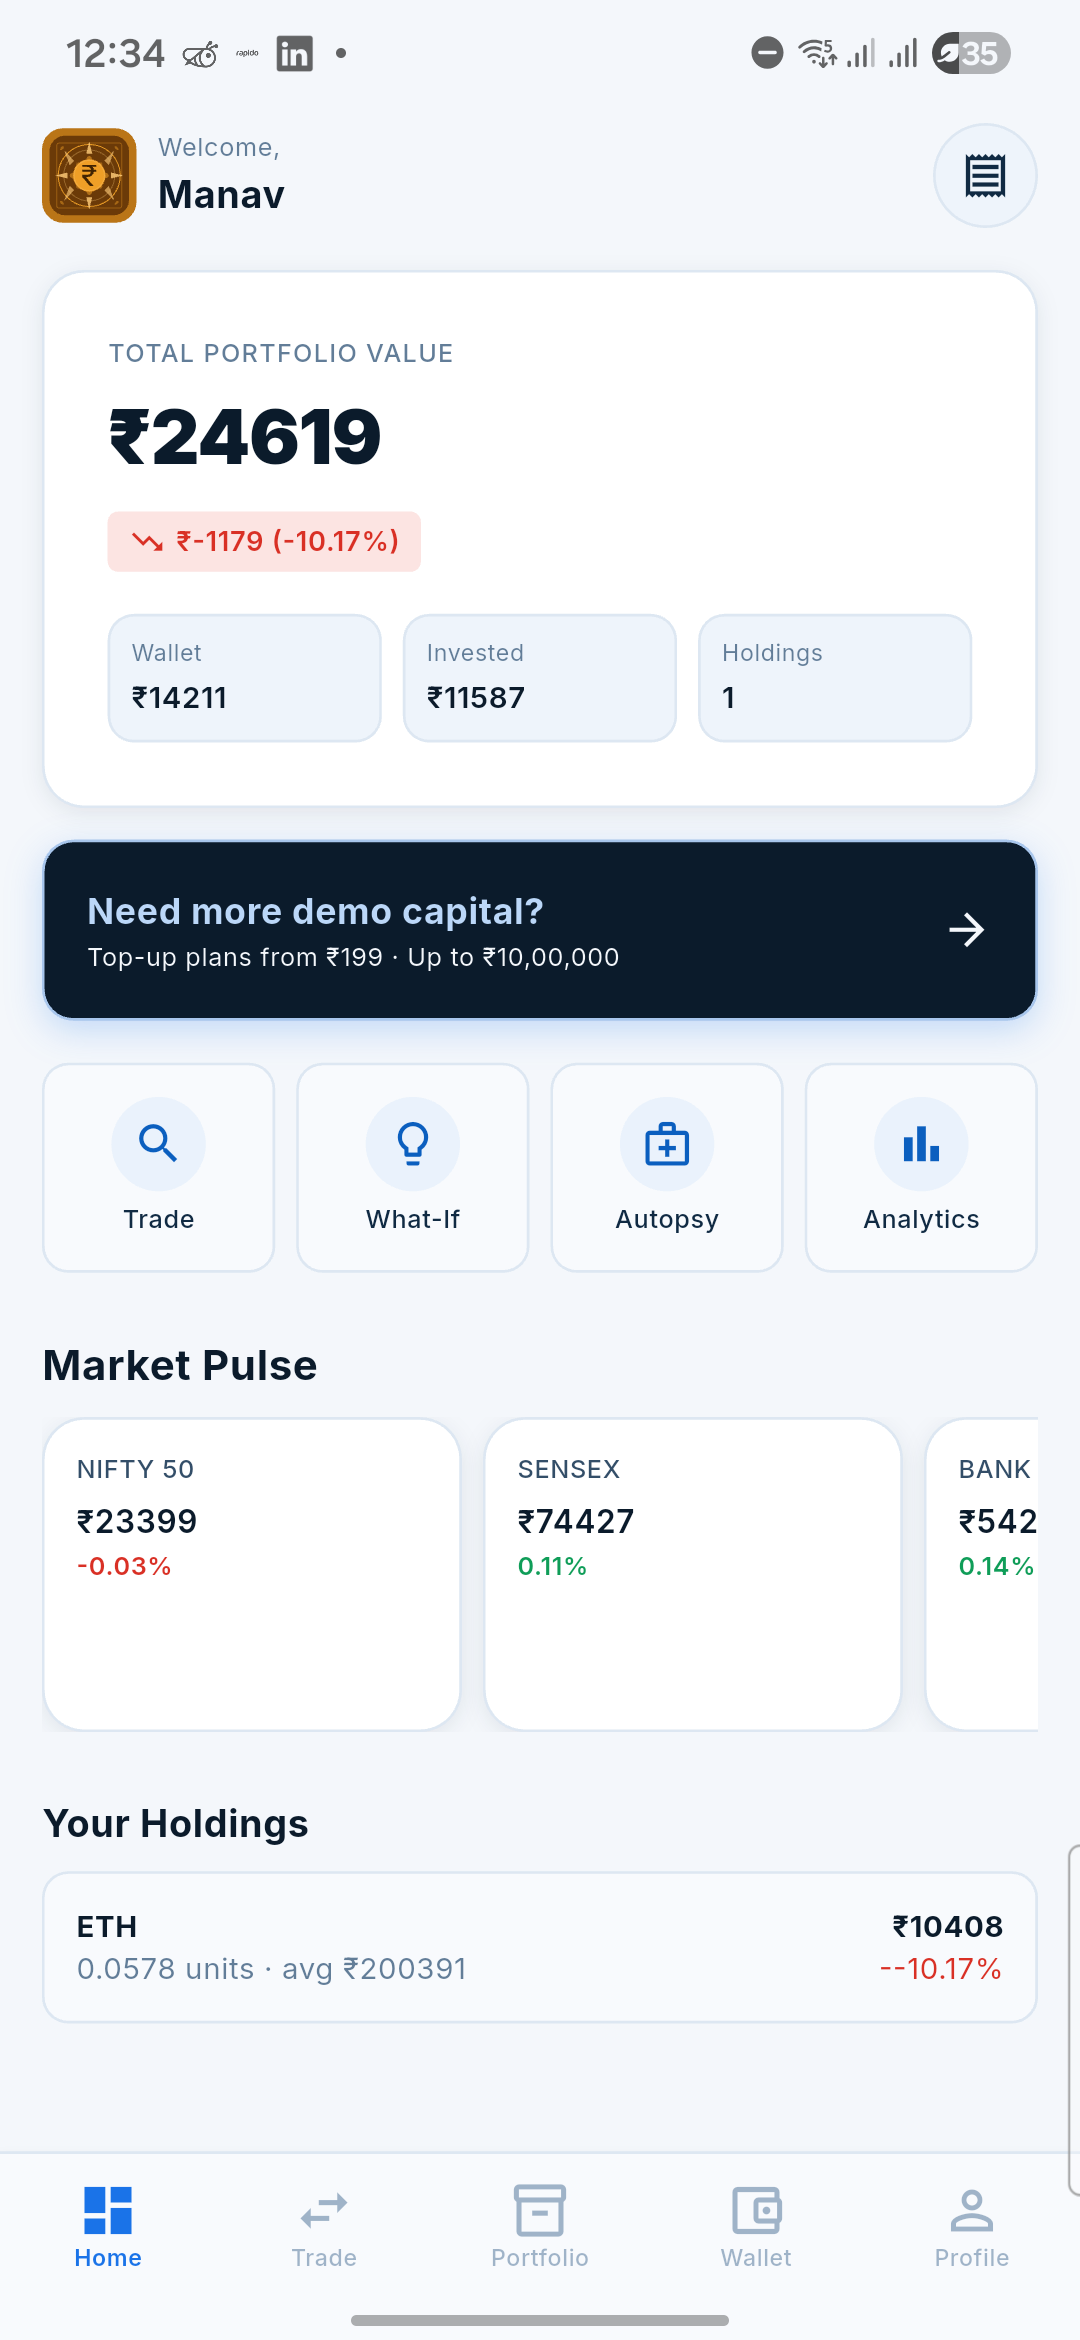 12:34 rapido in 5 35
₹
Welcome,
Manav
TOTAL PORTFOLIO VALUE
₹24619
₹-1179 (-10.17%)
Wallet Invested Holdings
₹14211 ₹11587 1
Need more demo capital?
Top-up plans from ₹199 · Up to ₹10,00,000
Trade What-If Autopsy Analytics
Market Pulse
NIFTY 50 SENSEX BANK
₹23399 ₹74427 ₹542
-0.03% 0.11% 0.14%
Your Holdings
ETH ₹10408
0.0578 units · avg ₹200391 --10.17%
Home Trade Portfolio Wallet Profile